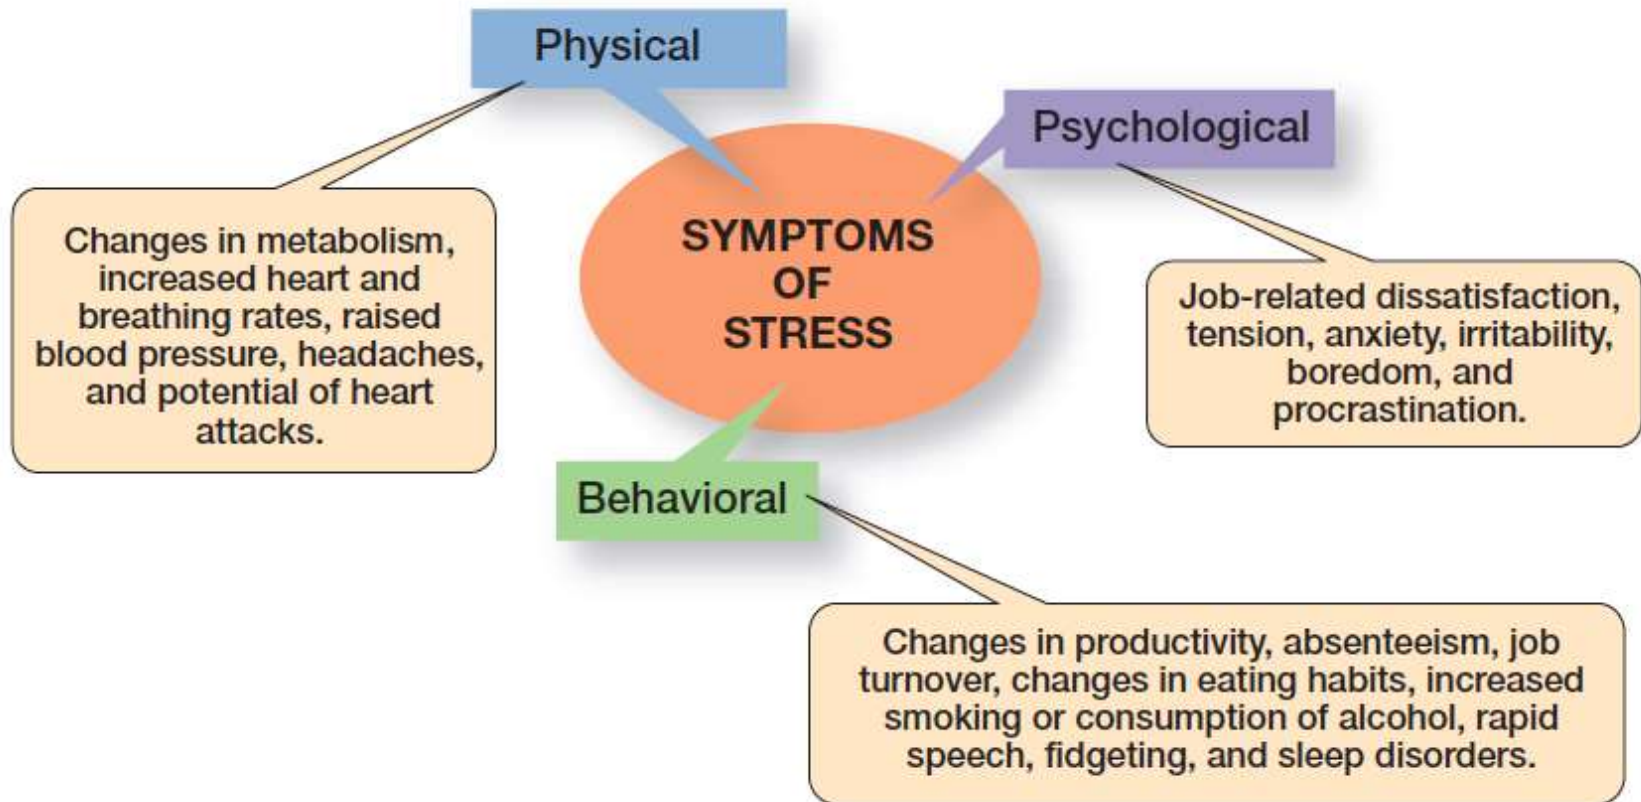 Physical
Psychological
SYMPTOMS
OF
STRESS
Changes in metabolism,
increased heart and
breathing rates, raised
blood pressure, headaches,
and potential of heart
attacks.
Job-related dissatisfaction,
tension, anxiety, irritability,
boredom, and
procrastination.
Behavioral
Changes in productivity, absenteeism, job
turnover, changes in eating habits, increased
smoking or consumption of alcohol, rapid
speech, fidgeting, and sleep disorders.